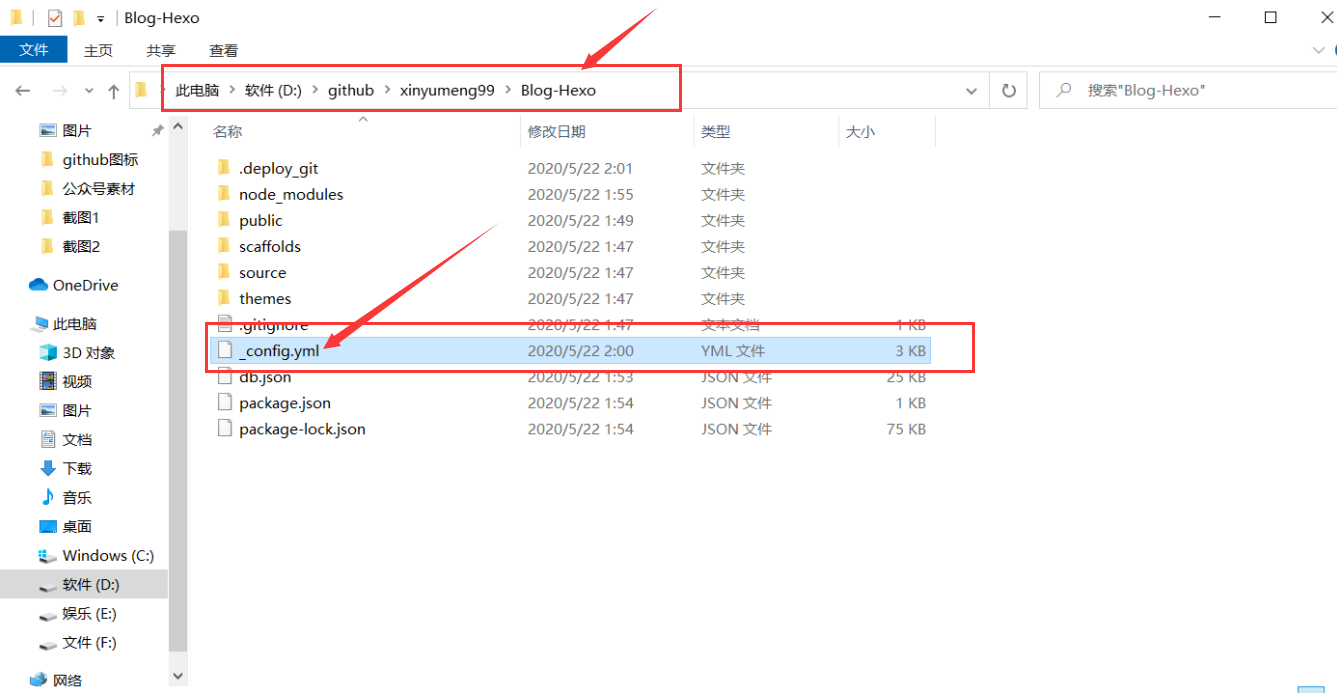 Blog-Hexo
文件 主页 共享 查看
此电脑 软件 (D:) github xinyumeng99 Blog-Hexo
搜索"Blog-Hexo"
图片
github图标
公众号素材
截图1
截图2
OneDrive
此电脑
3D 对象
视频
图片
文档
下载
音乐
桌面
Windows (C:)
软件 (D:)
娱乐 (E:)
文件 (F:)
网络
名称 修改日期 类型 大小
.deploy_git 2020/5/22 2:01 文件夹
node_modules 2020/5/22 1:55 文件夹
public 2020/5/22 1:49 文件夹
scaffolds 2020/5/22 1:47 文件夹
source 2020/5/22 1:47 文件夹
themes 2020/5/22 1:47 文件夹
.gitignore 2020/5/22 1:47 文本文档 1 KB
_config.yml 2020/5/22 2:00 YML 文件 3 KB
db.json 2020/5/22 1:53 JSON 文件 25 KB
package.json 2020/5/22 1:54 JSON 文件 1 KB
package-lock.json 2020/5/22 1:54 JSON 文件 75 KB